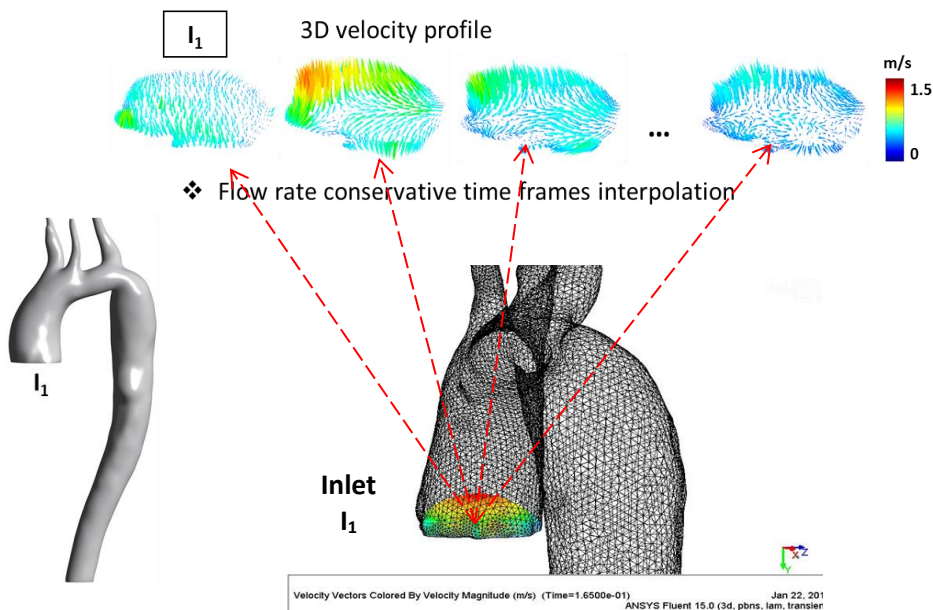 I1
3D velocity profile
m/s
1.5
0
...
❖ Flow rate conservative time frames interpolation
I1
Inlet
I1
X
Z
Y
Velocity Vectors Colored By Velocity Magnitude (m/s) (Time=1.6500e-01)
Jan 22, 201
ANSYS Fluent 15.0 (3d, pbns, lam, transien